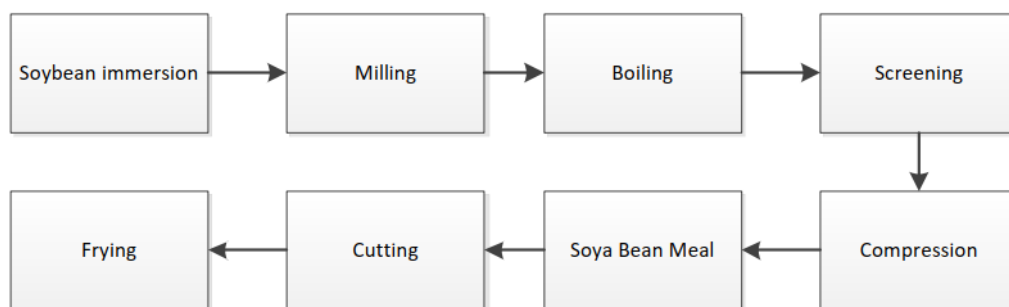 Soybean immersion
Milling
Boiling
Screening
Compression
Soya Bean Meal
Cutting
Frying